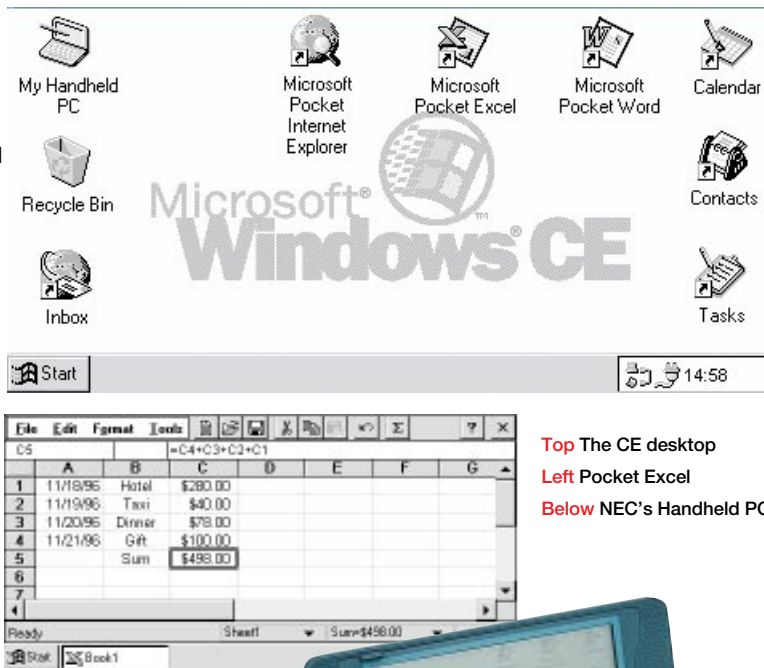 My Handheld
PC
Microsoft
Pocket
Internet
Explorer
Microsoft
Pocket Excel
Microsoft
Pocket Word
Calendar
Recycle Bin
Contacts
Inbox
Tasks
Microsoft®
Windows® CE
TM
Start
14:58
File Edit Format Tools Σ ? ×
C5 =C4+C3+C2+C1
A B C D E F G
1 11/18/96 Hotel $280.00
2 11/19/96 Taxi $40.00
3 11/20/96 Dinner $78.00
4 11/21/96 Gift $100.00
5 Sum $498.00
6
7
Ready Sheet1 Sum=$498.00
Start Book1
Top The CE desktop
Left Pocket Excel
Below NEC's Handheld PC